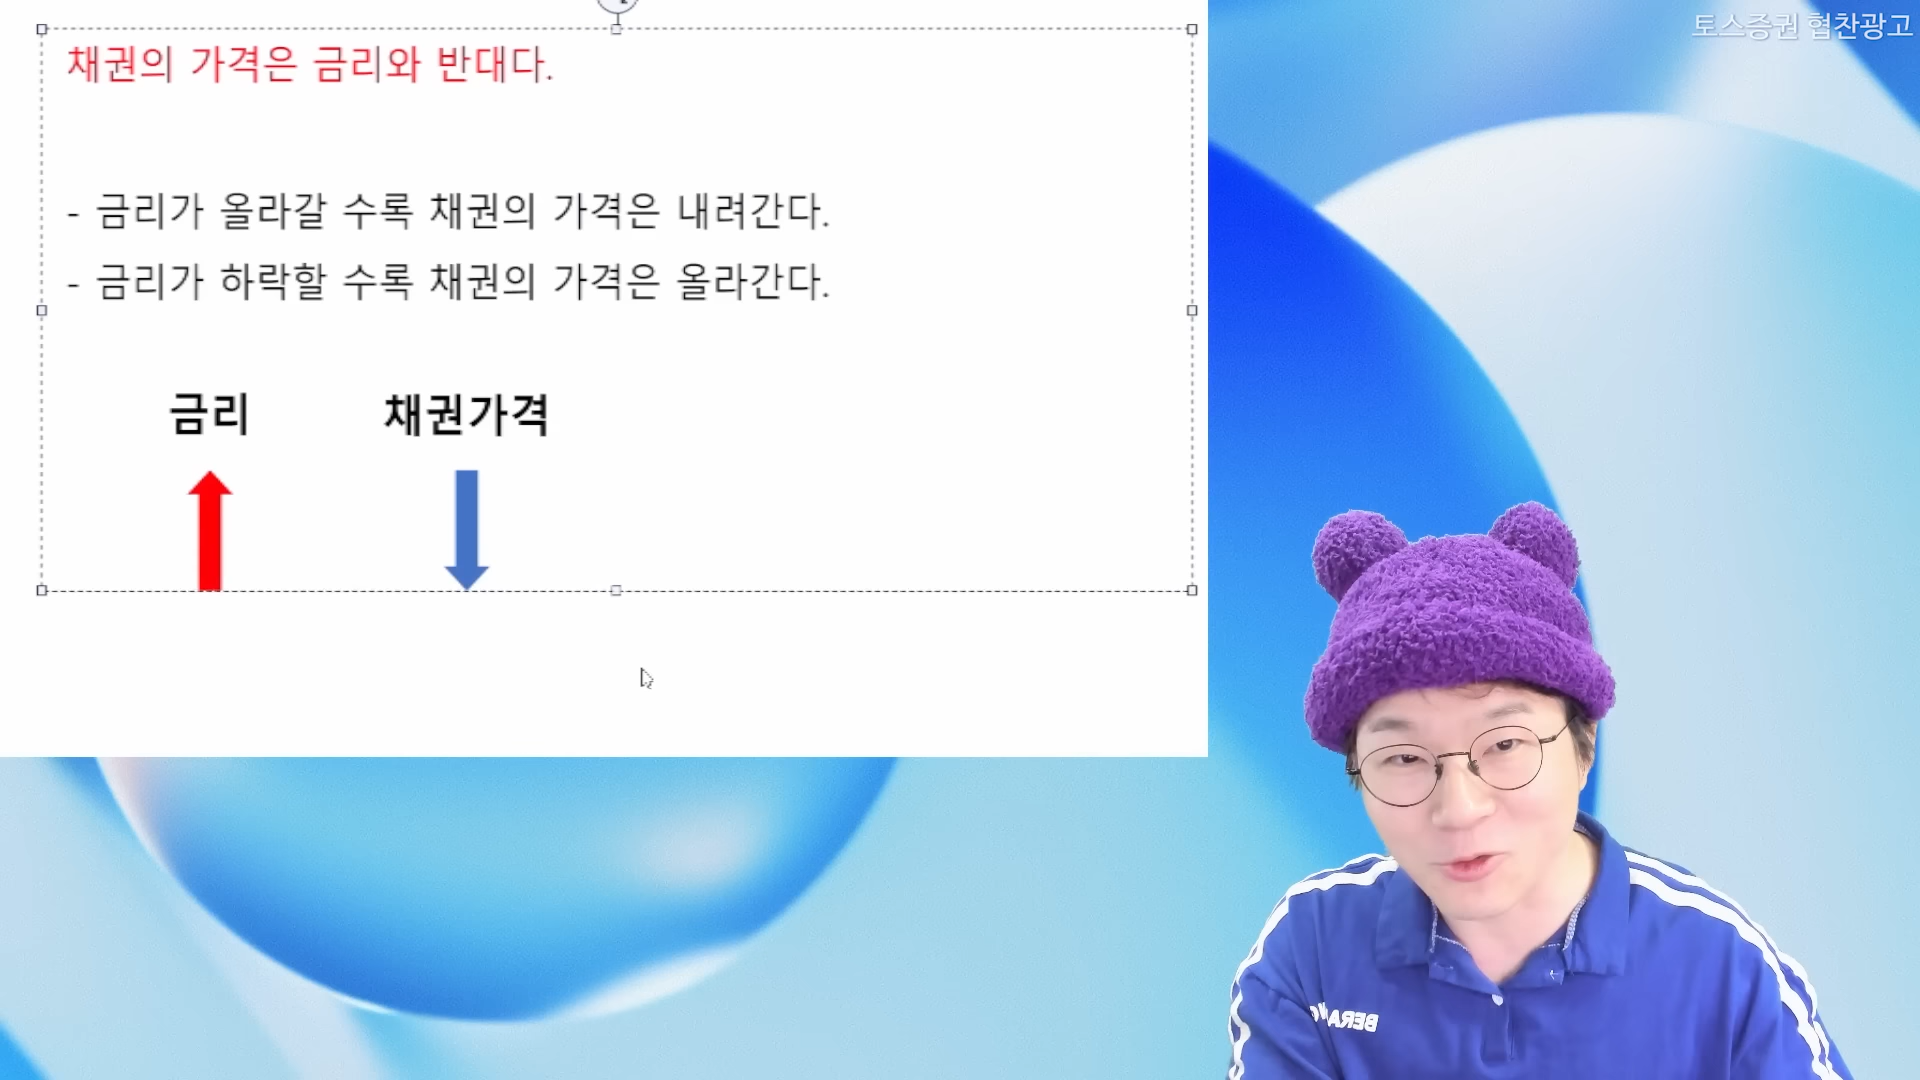 토스증권 협찬광고
채권의 가격은 금리와 반대다.
- 금리가 올라갈 수록 채권의 가격은 내려간다.
- 금리가 하락할 수록 채권의 가격은 올라간다.
금리 채권가격